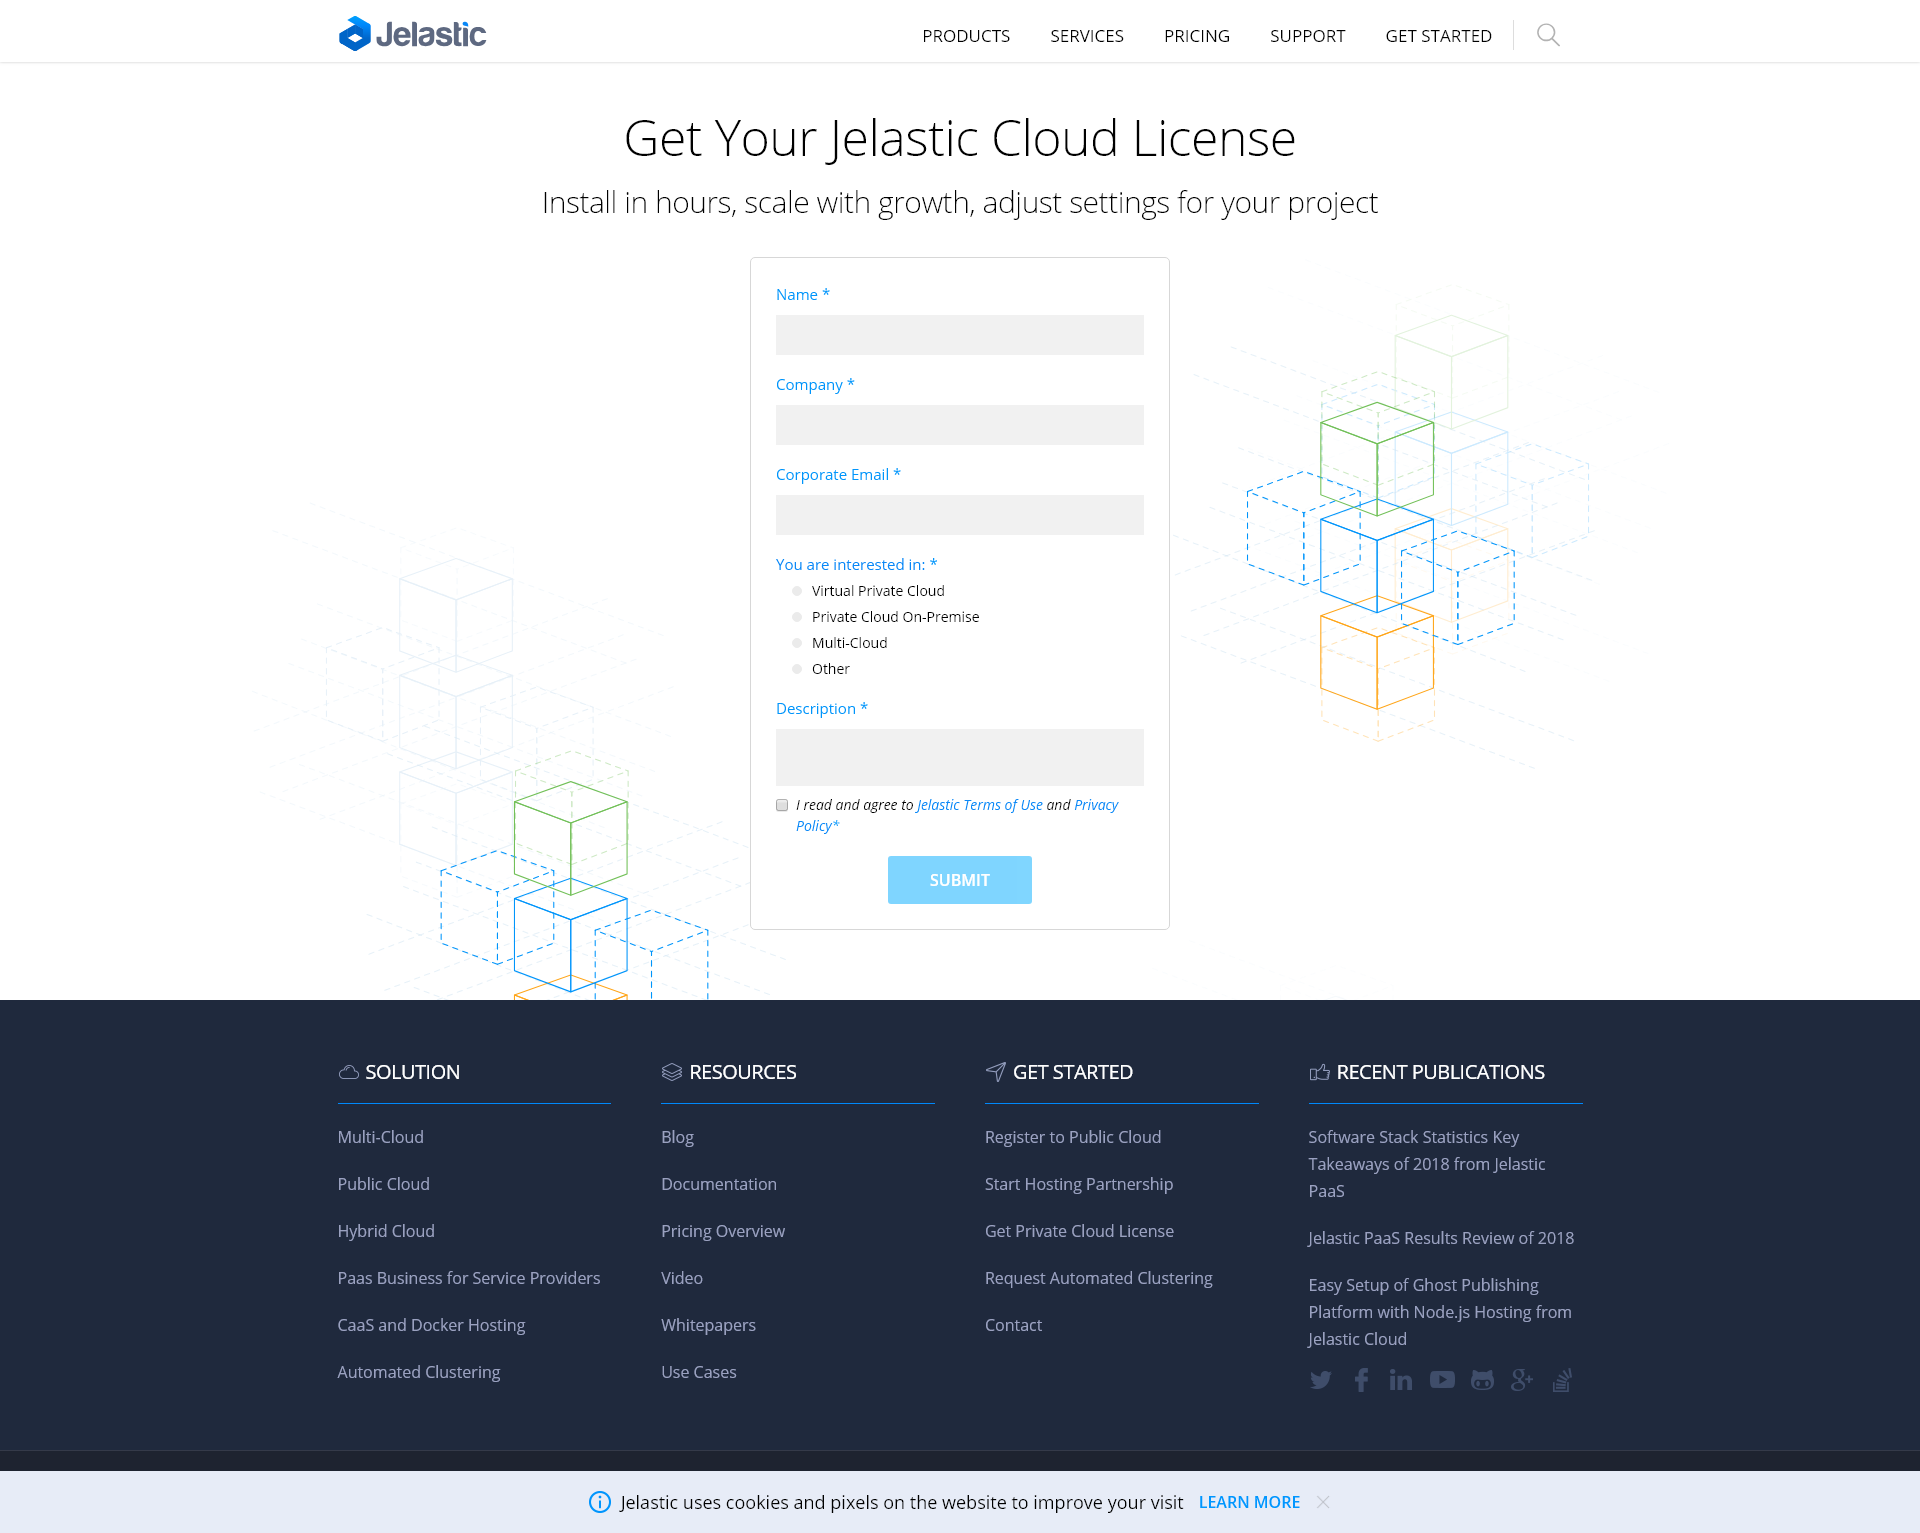 Jelastic
PRODUCTS
SERVICES
PRICING
SUPPORT
GET STARTED
Get Your Jelastic Cloud License
Install in hours, scale with growth, adjust settings for your project
Name *
Company *
Corporate Email *
You are interested in: *
Virtual Private Cloud
Private Cloud On-Premise
Multi-Cloud
Other
Description *
I read and agree to Jelastic Terms of Use and Privacy
Policy*
SUBMIT
SOLUTION
Multi-Cloud
Public Cloud
Hybrid Cloud
Paas Business for Service Providers
CaaS and Docker Hosting
Automated Clustering
RESOURCES
Blog
Documentation
Pricing Overview
Video
Whitepapers
Use Cases
GET STARTED
Register to Public Cloud
Start Hosting Partnership
Get Private Cloud License
Request Automated Clustering
Contact
RECENT PUBLICATIONS
Software Stack Statistics Key
Takeaways of 2018 from Jelastic
PaaS
Jelastic PaaS Results Review of 2018
Easy Setup of Ghost Publishing
Platform with Node.js Hosting from
Jelastic Cloud
Jelastic uses cookies and pixels on the website to improve your visit
LEARN MORE